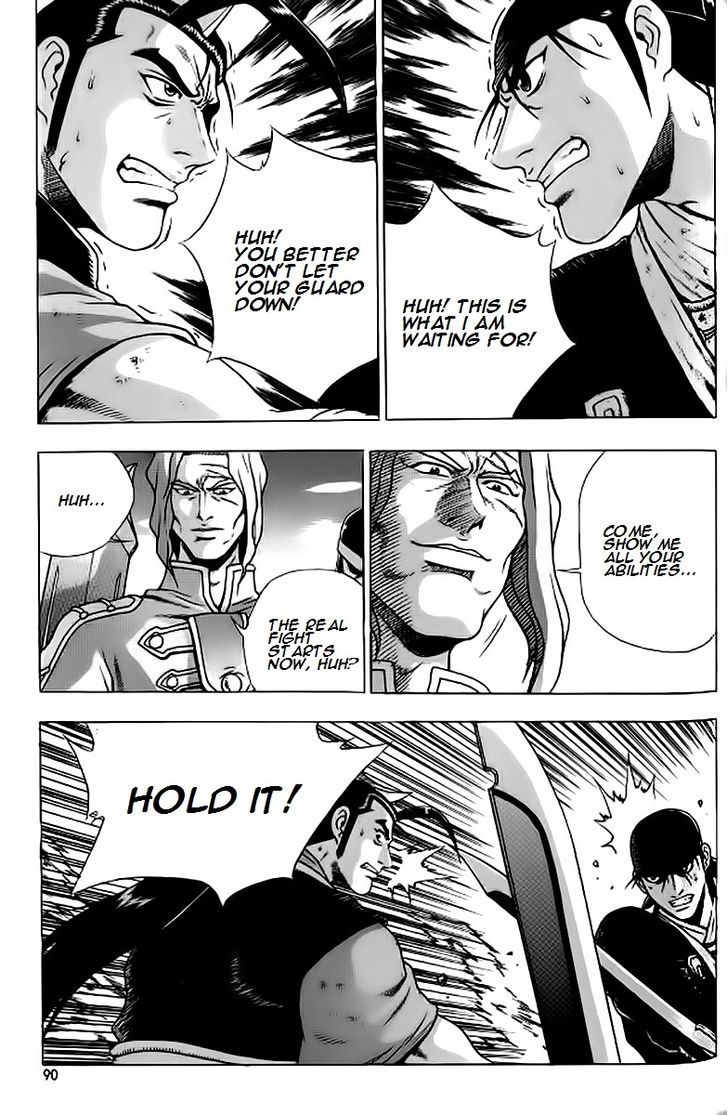 HUH!
YOU BETTER
DON'T LET
YOUR GUARD
DOWN!
HUH! THIS IS
WHAT I AM
WAITING FOR!
HUH...
THE REAL
FIGHT
STARTS
NOW, HUH?
COME,
SHOW ME
ALL YOUR
ABILITIES...
HOLD IT!
90